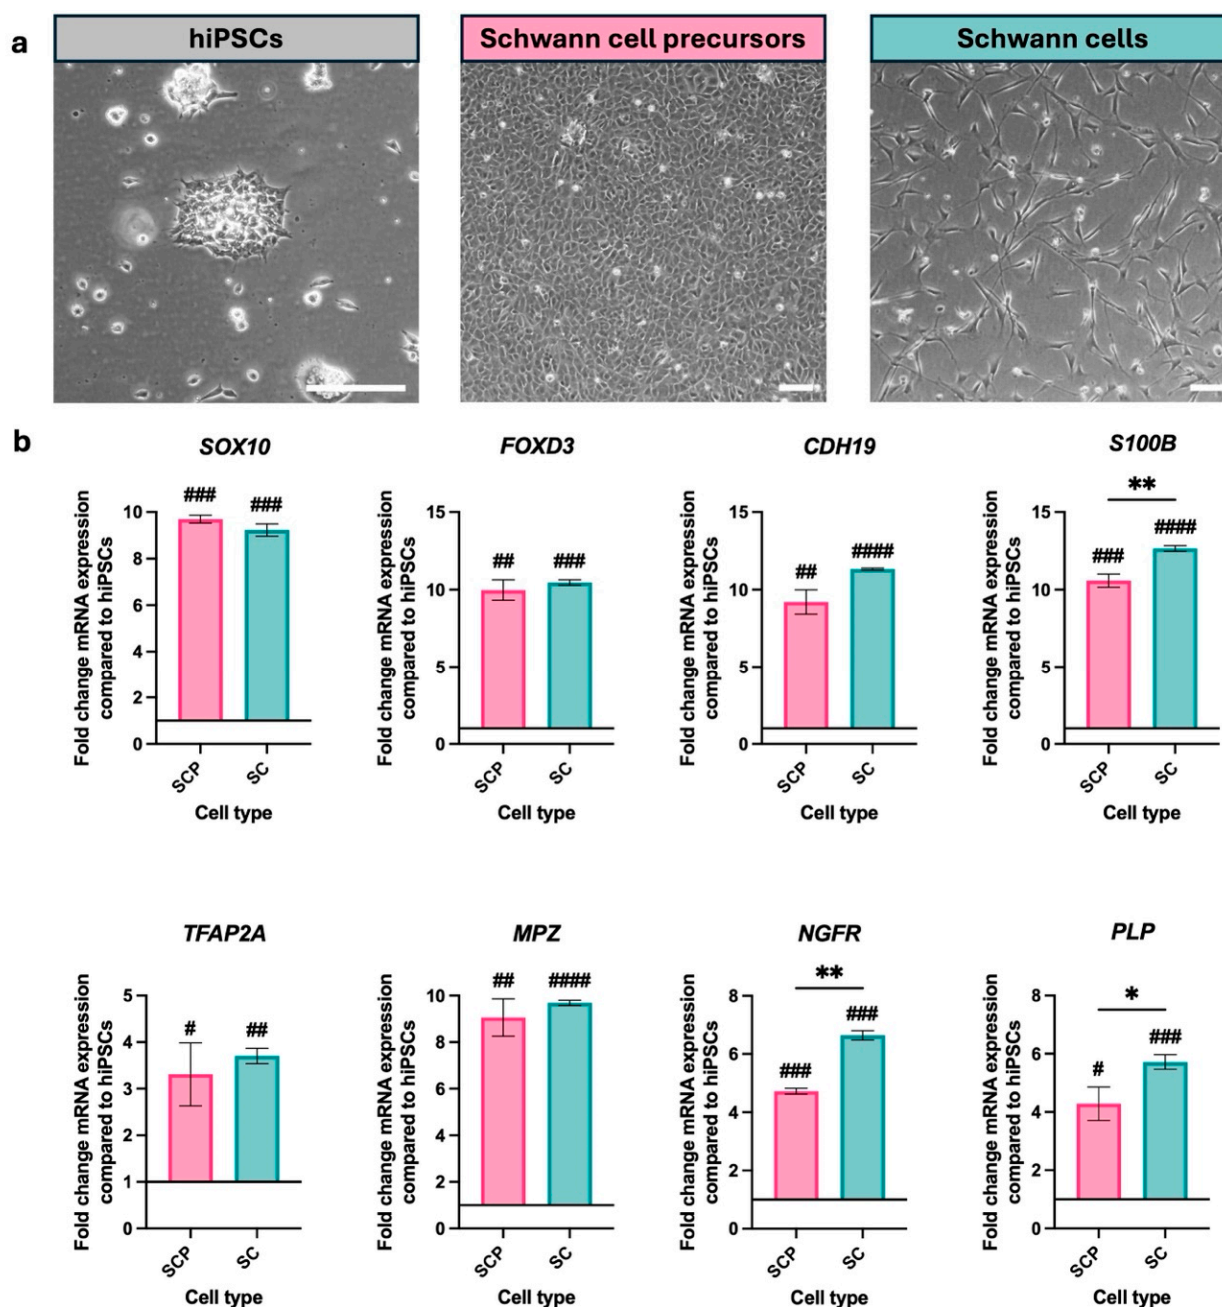 a
hiPSCs
Schwann cell precursors
Schwann cells
b
SOX10
Fold change mRNA expression
compared to hiPSCs
###
###
10
8
6
4
2
0
SCP
SC
Cell type
FOXD3
Fold change mRNA expression
compared to hiPSCs
##
###
15
10
5
0
SCP
SC
Cell type
CDH19
Fold change mRNA expression
compared to hiPSCs
##
####
15
10
5
0
SCP
SC
Cell type
S100B
Fold change mRNA expression
compared to hiPSCs
**
###
####
15
10
5
0
SCP
SC
Cell type
TFAP2A
Fold change mRNA expression
compared to hiPSCs
#
##
5
4
3
2
1
0
SCP
SC
Cell type
MPZ
Fold change mRNA expression
compared to hiPSCs
##
####
10
8
6
4
2
0
SCP
SC
Cell type
NGFR
Fold change mRNA expression
compared to hiPSCs
**
###
###
8
6
4
2
0
SCP
SC
Cell type
PLP
Fold change mRNA expression
compared to hiPSCs
*
#
###
8
6
4
2
0
SCP
SC
Cell type